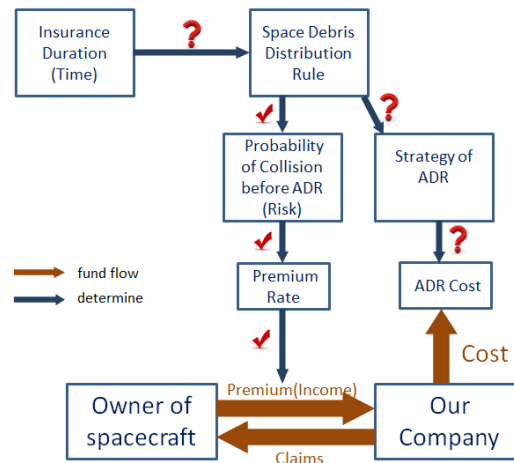 Insurance
Duration
(Time)
?
Space Debris
Distribution
Rule
?
Probability
of Collision
before ADR
(Risk)
Strategy of
ADR
?
fund flow
determine
Premium
Rate
ADR Cost
Cost
Premium(Income)
Owner of
spacecraft
Our
Company
Claims